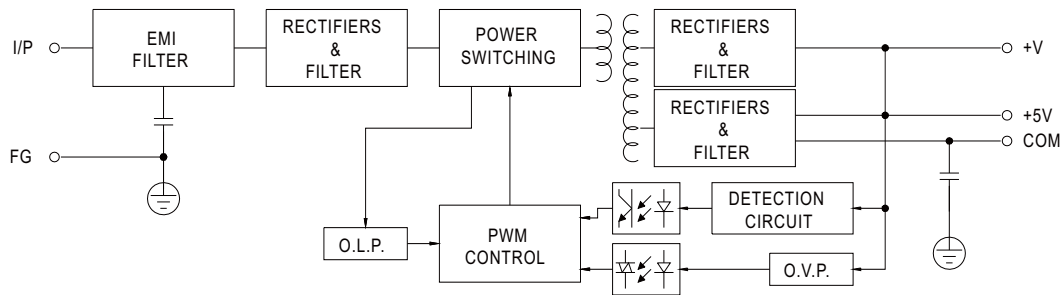 I/P
EMI
FILTER
RECTIFIERS
&
FILTER
POWER
SWITCHING
RECTIFIERS
&
FILTER
+V
RECTIFIERS
&
FILTER
+5V
COM
FG
DETECTION
CIRCUIT
O.L.P.
PWM
CONTROL
O.V.P.